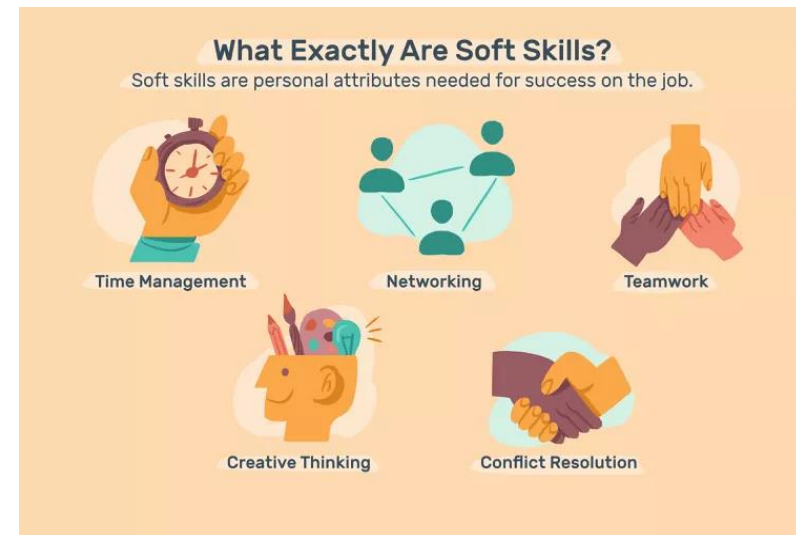 What Exactly Are Soft Skills?
Soft skills are personal attributes needed for success on the job.
Time Management
Networking
Teamwork
Creative Thinking
Conflict Resolution